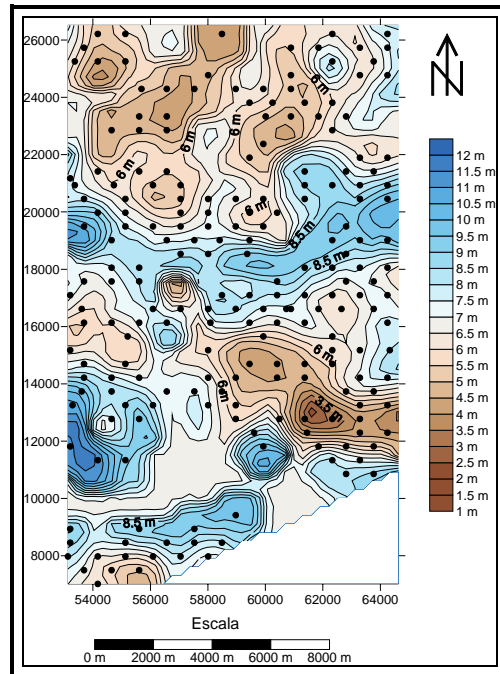 26000
24000
22000
20000
18000
16000
14000
12000
10000
8000
54000 56000 58000 60000 62000 64000
6 m
6 m
6 m
6 m
6 m
8.5 m
8.5 m
6 m
6 m
3.5 m
8.5 m
12 m
11.5 m
11 m
10.5 m
10 m
9.5 m
9 m
8.5 m
8 m
7.5 m
7 m
6.5 m
6 m
5.5 m
5 m
4.5 m
4 m
3.5 m
3 m
2.5 m
2 m
1.5 m
1 m
N
Escala
0 m 2000 m 4000 m 6000 m 8000 m